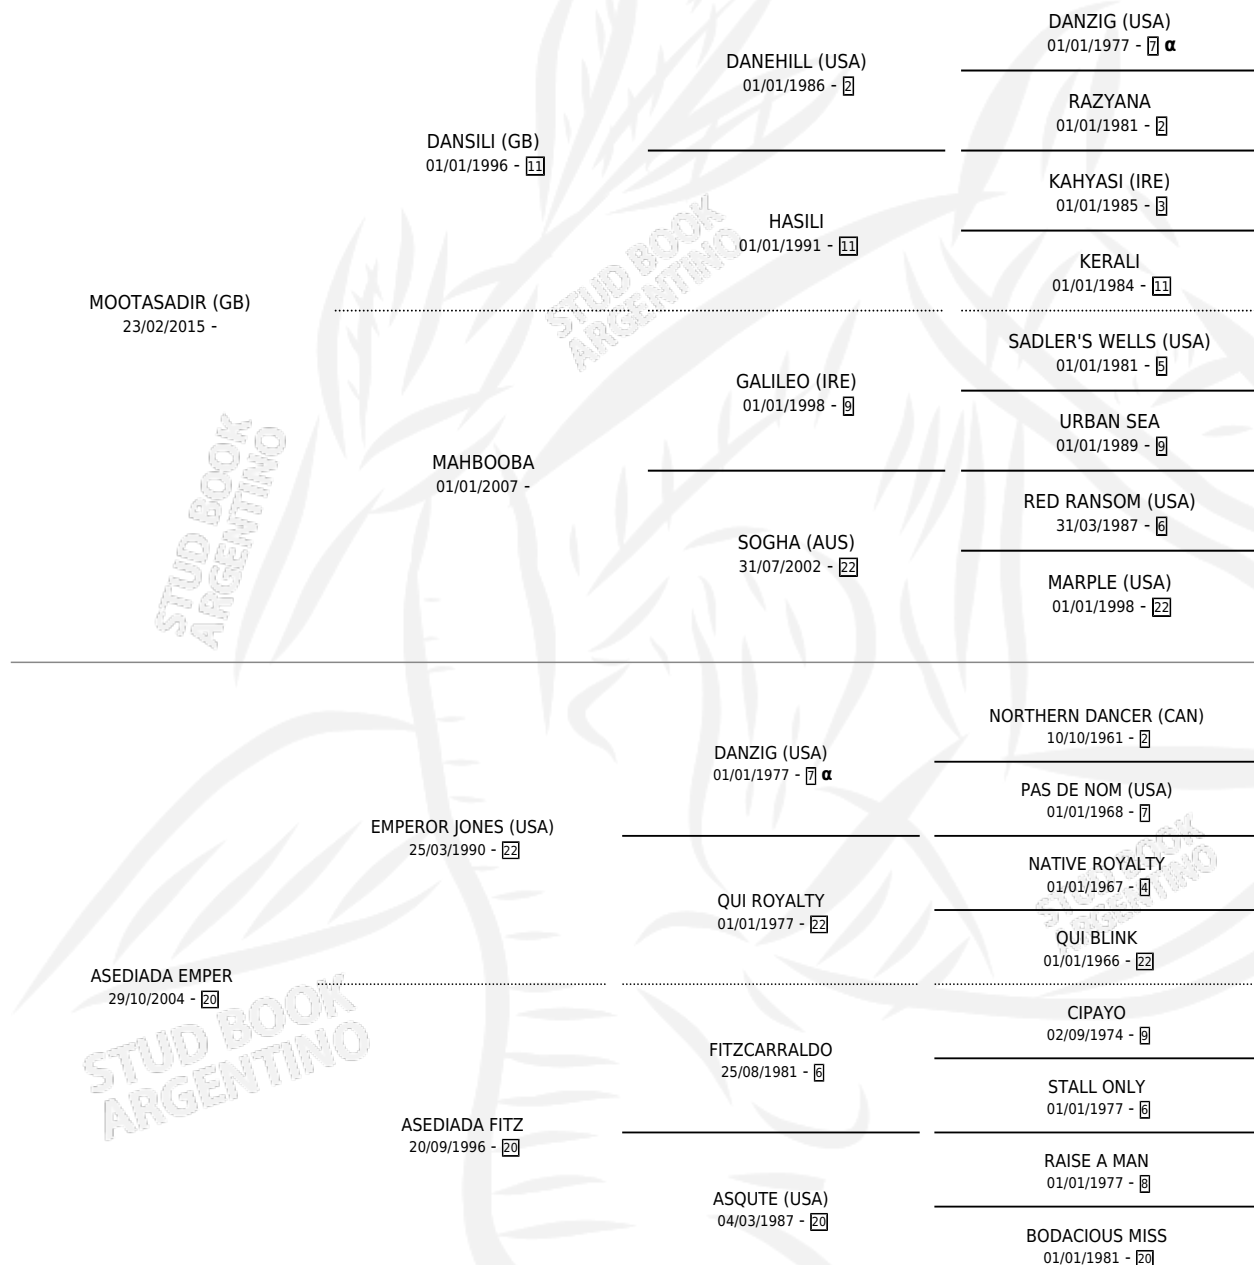 DANZIG (USA)
01/01/1977 - 7 α
DANEHILL (USA)
01/01/1986 - 2
RAZYANA
01/01/1981 - 2
DANSILI (GB)
01/01/1996 - 11
KAHYASI (IRE)
01/01/1985 - 3
HASILI
01/01/1991 - 11
KERALI
01/01/1984 - 11
MOOTASADIR (GB)
23/02/2015 -
SADLER'S WELLS (USA)
01/01/1981 - 5
GALILEO (IRE)
01/01/1998 - 9
URBAN SEA
01/01/1989 - 9
MAHBOOBA
01/01/2007 -
RED RANSOM (USA)
31/03/1987 - 6
SOGHA (AUS)
31/07/2002 - 22
MARPLE (USA)
01/01/1998 - 22
STUD BOOK
ARGENTINO
STUD BOOK
ARGENTINO
NORTHERN DANCER (CAN)
10/10/1961 - 2
DANZIG (USA)
01/01/1977 - 7 α
PAS DE NOM (USA)
01/01/1968 - 7
EMPEROR JONES (USA)
25/03/1990 - 22
NATIVE ROYALTY
01/01/1967 - 4
QUI ROYALTY
01/01/1977 - 22
QUI BLINK
01/01/1966 - 22
ASEDIADA EMPER
29/10/2004 - 20
CIPAYO
02/09/1974 - 9
FITZCARRALDO
25/08/1981 - 6
STALL ONLY
01/01/1977 - 6
ASEDIADA FITZ
20/09/1996 - 20
RAISE A MAN
01/01/1977 - 8
ASQUTE (USA)
04/03/1987 - 20
BODACIOUS MISS
01/01/1981 - 20
STUD BOOK
ARGENTINO
STUD BOOK
ARGENTINO